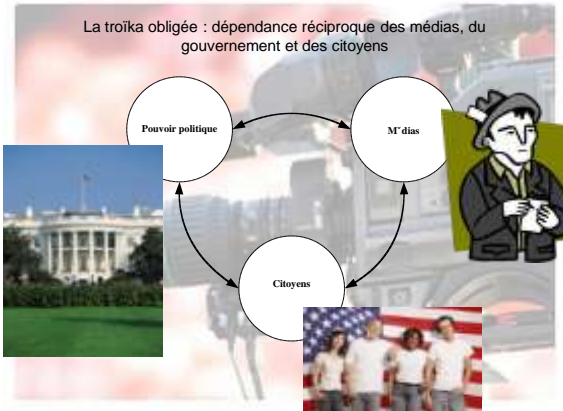 La troïka obligée : dépendance réciproque des médias, du
gouvernement et des citoyens
Pouvoir politique
M˝dias
Citoyens